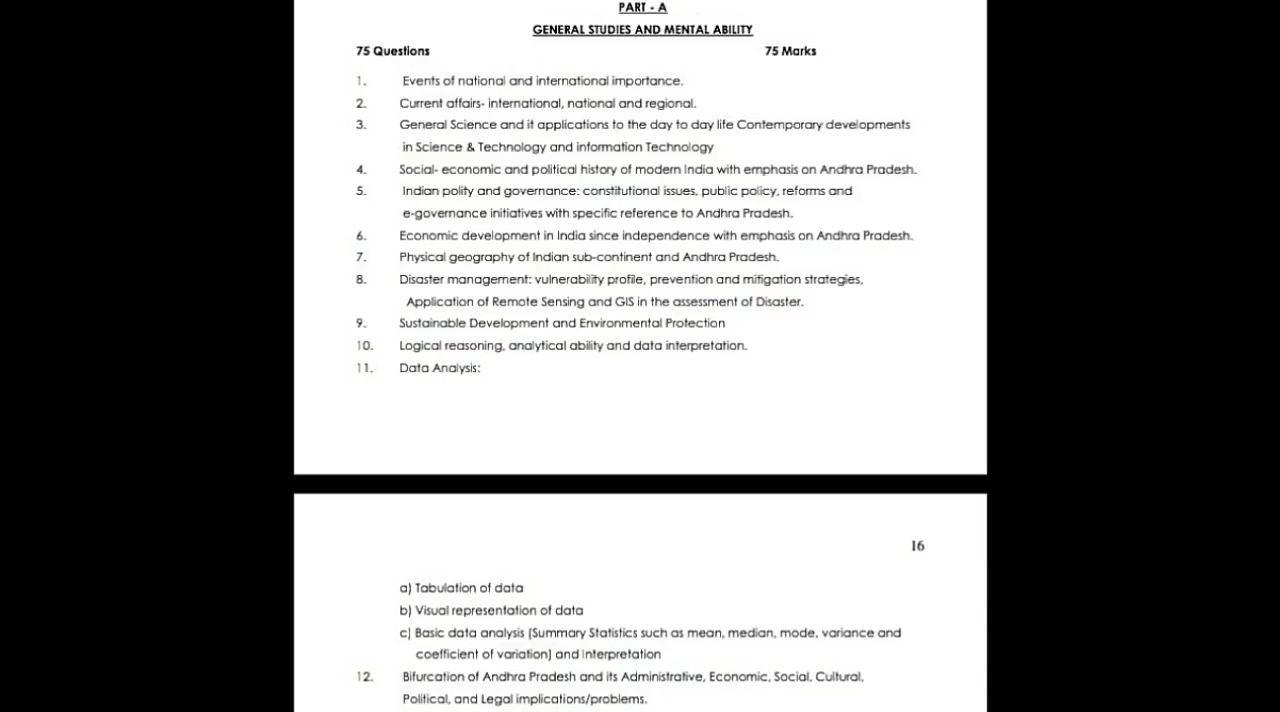 PART - A
GENERAL STUDIES AND MENTAL ABILITY
75 Questions 75 Marks
1. Events of national and international importance.
2. Current affairs- international, national and regional.
3. General Science and it applications to the day to day life Contemporary developments
in Science & Technology and information Technology
4. Social- economic and political history of modern India with emphasis on Andhra Pradesh.
5. Indian polity and governance: constitutional issues, public policy, reforms and
e-governance initiatives with specific reference to Andhra Pradesh.
6. Economic development in India since independence with emphasis on Andhra Pradesh.
7. Physical geography of Indian sub-continent and Andhra Pradesh.
8. Disaster management: vulnerability profile, prevention and mitigation strategies,
Application of Remote Sensing and GIS in the assessment of Disaster.
9. Sustainable Development and Environmental Protection
10. Logical reasoning, analytical ability and data interpretation.
11. Data Analysis:
16
a) Tabulation of data
b) Visual representation of data
c) Basic data analysis (Summary Statistics such as mean, median, mode, variance and
coefficient of variation) and Interpretation
12. Bifurcation of Andhra Pradesh and its Administrative, Economic, Social, Cultural,
Political, and Legal implications/problems.